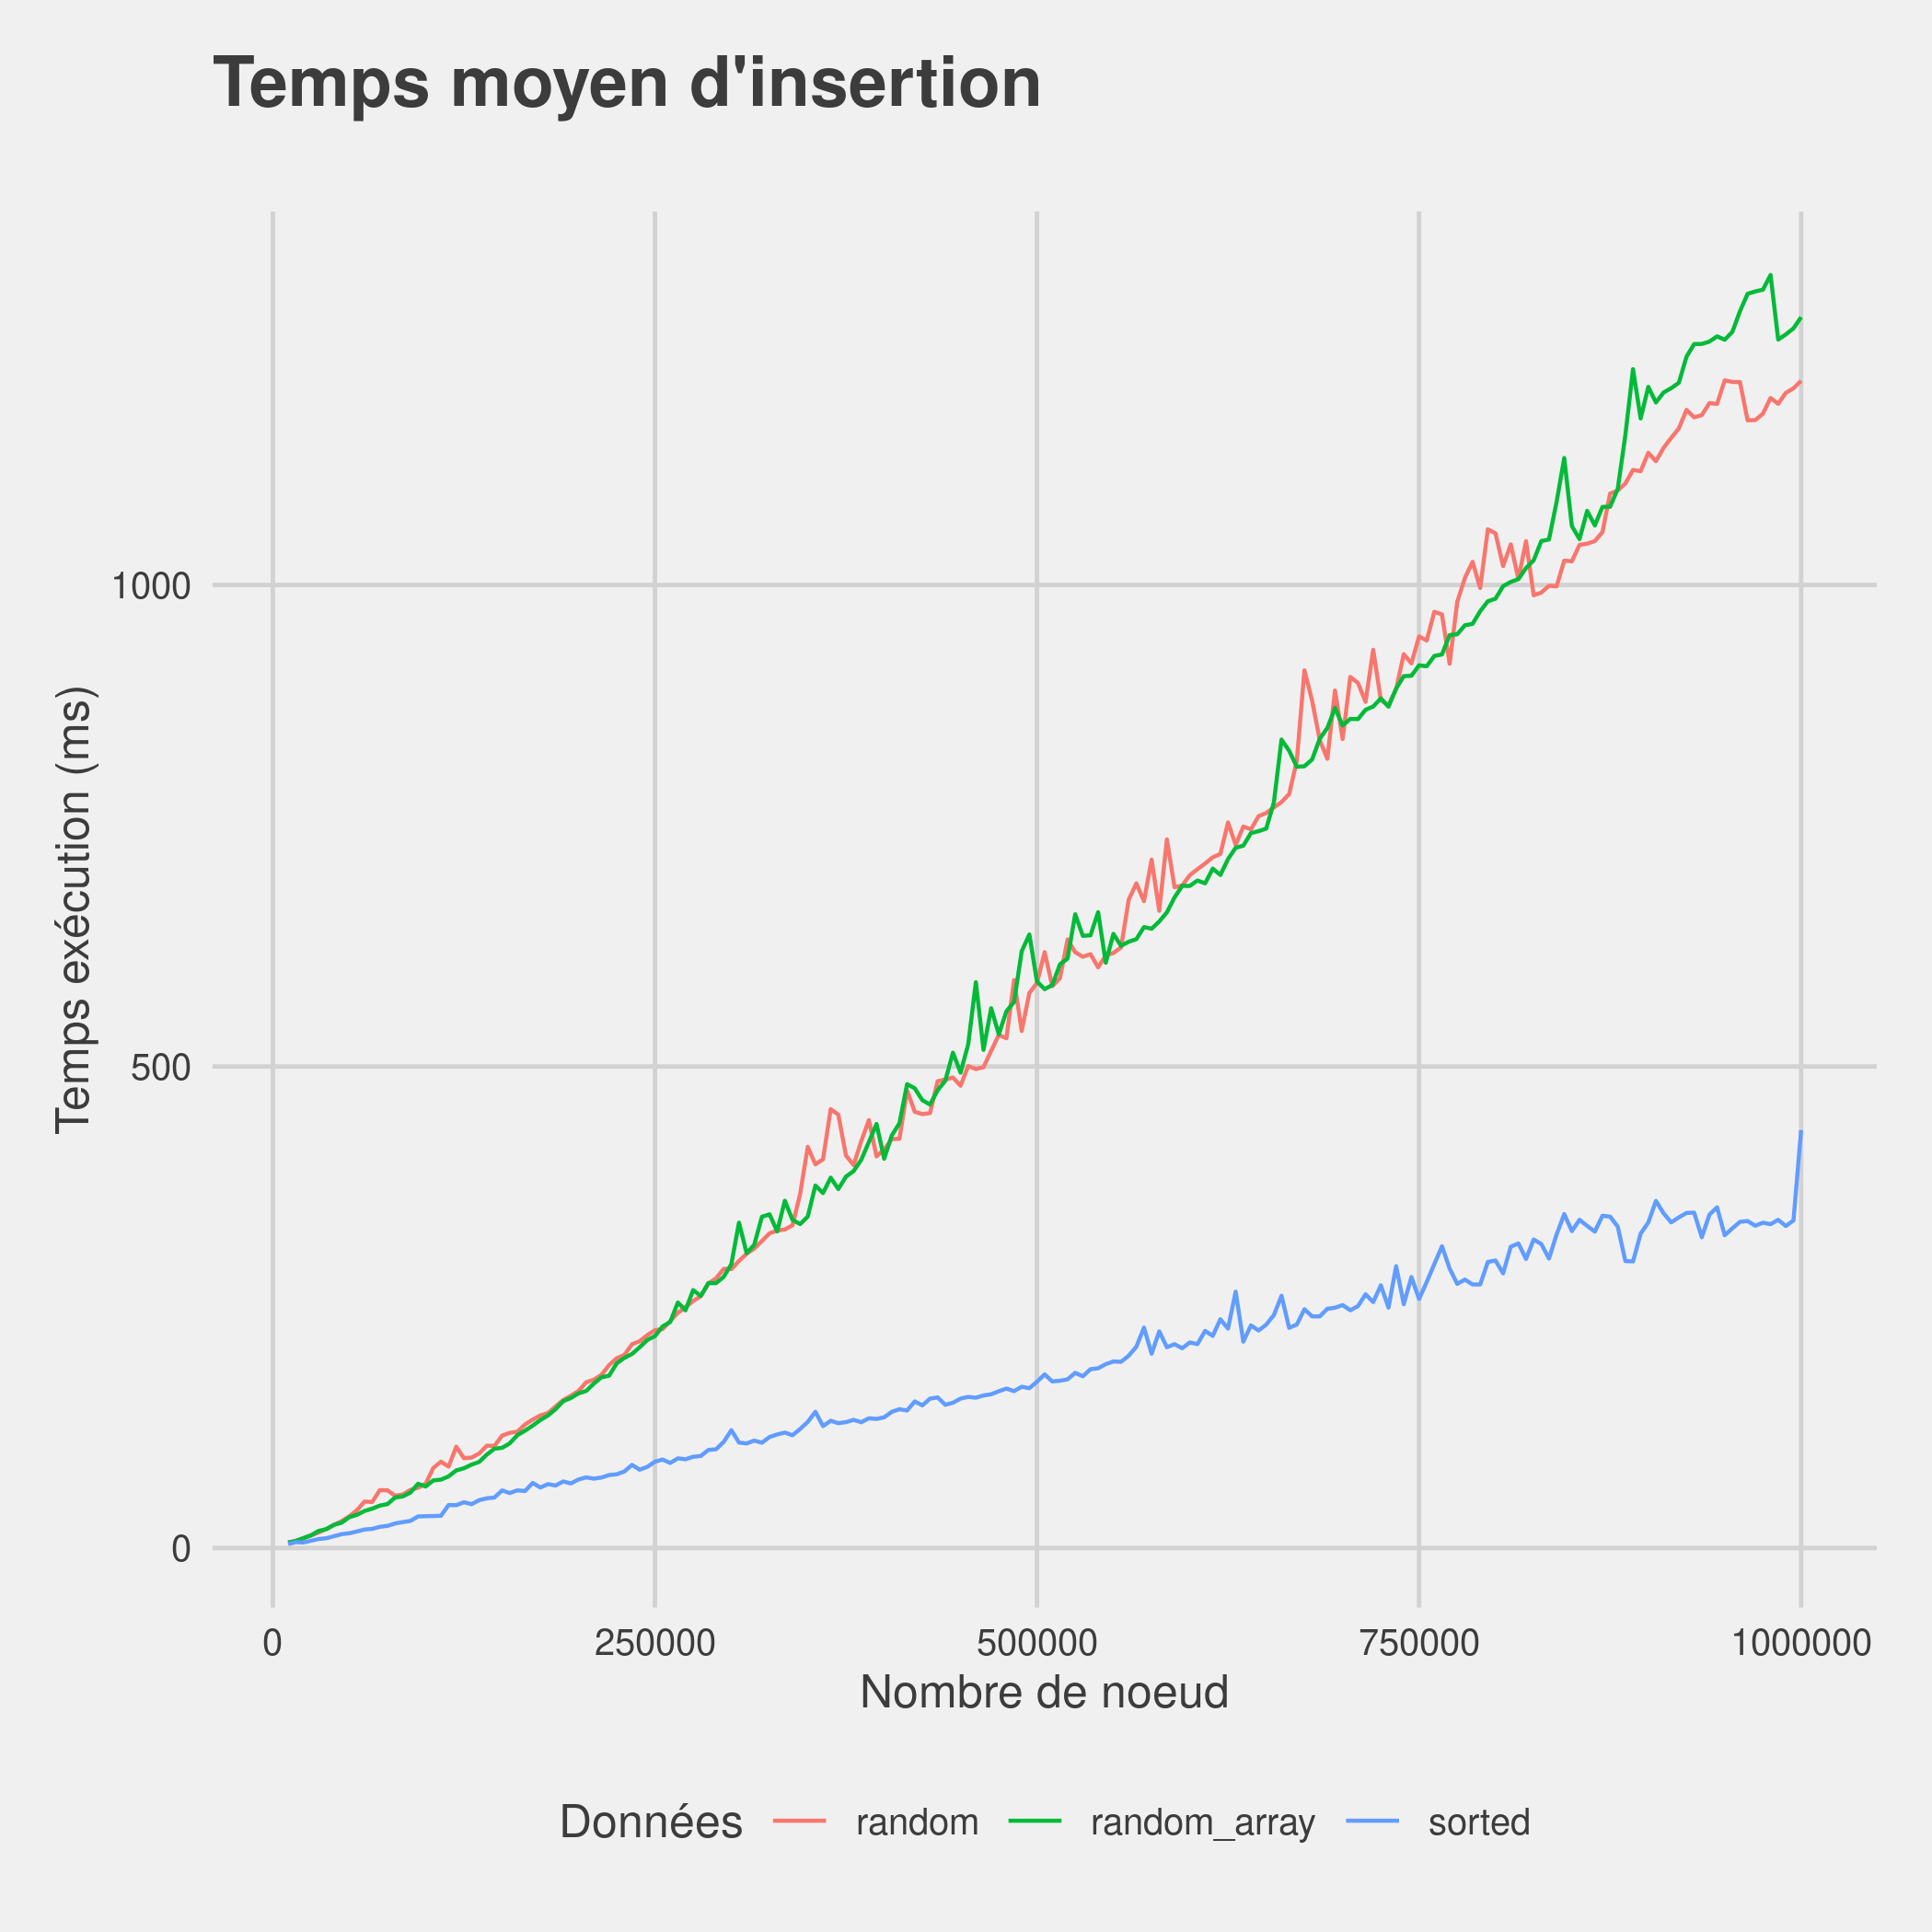 Temps moyen d'insertion
Temps exécution (ms)
1000
500
0
0 250000 500000 750000 1000000
Nombre de noeud
Données random random_array sorted